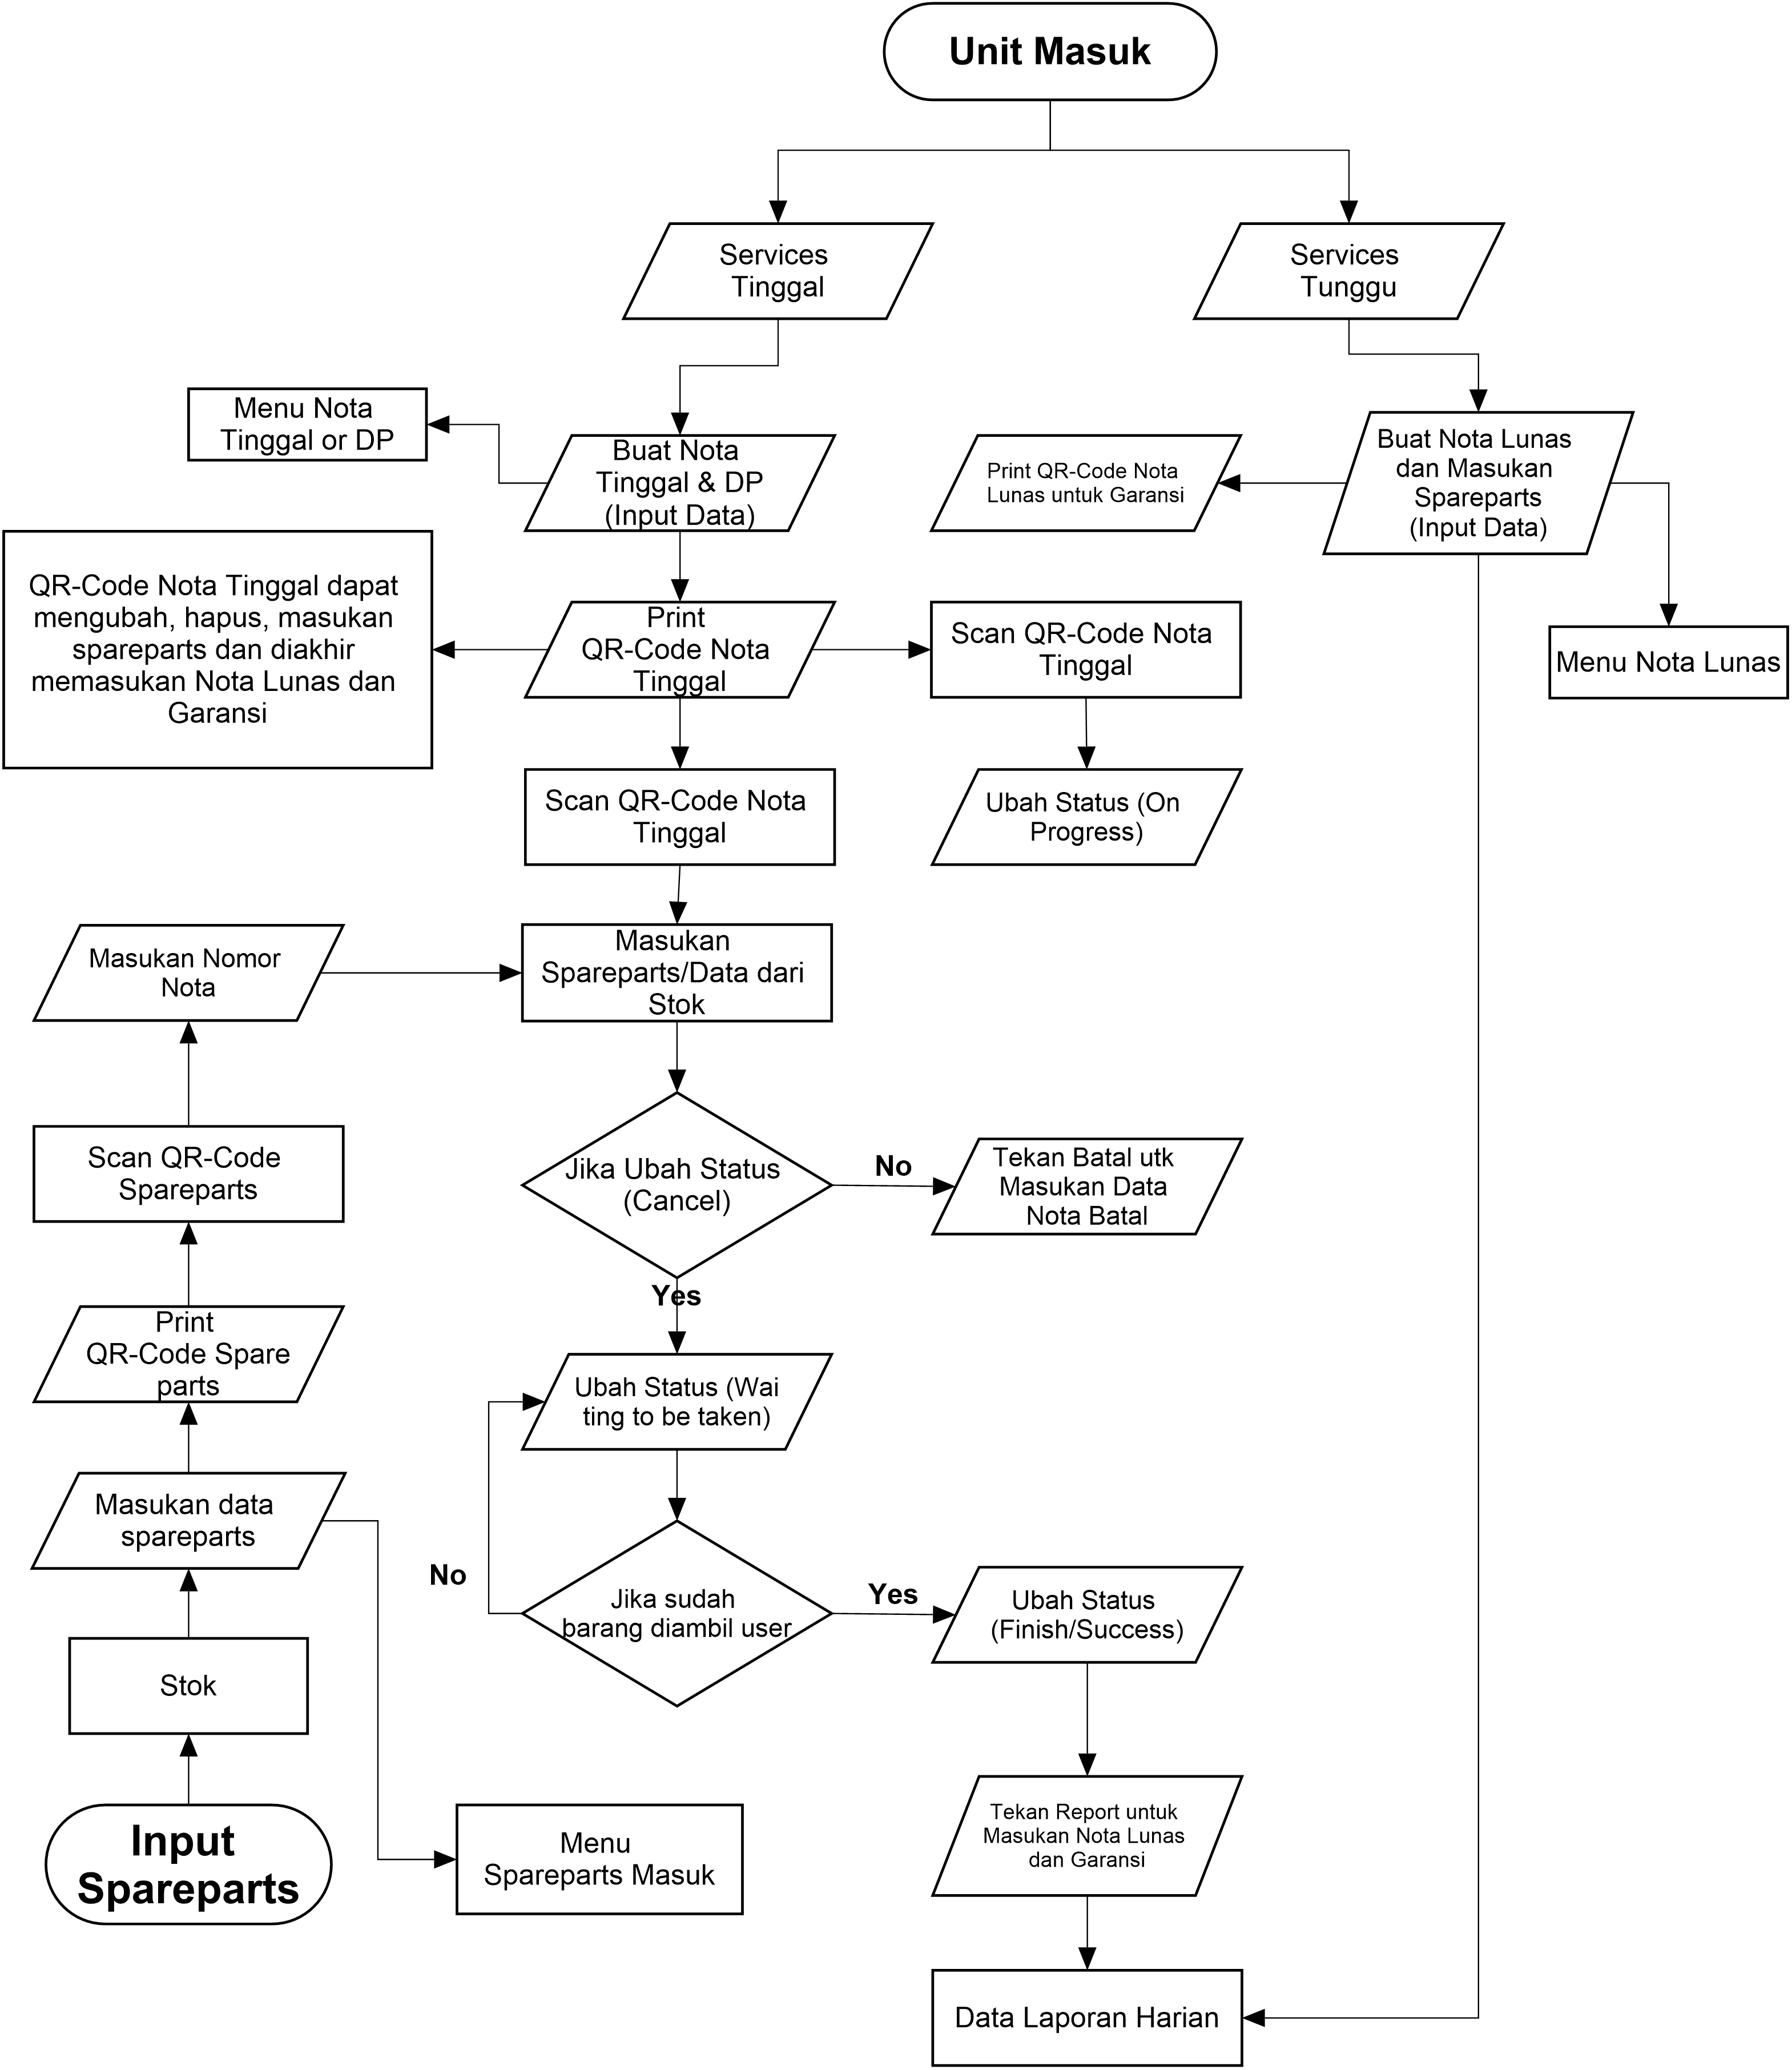 Unit Masuk
Services
Tinggal
Services
Tunggu
Menu Nota
Tinggal or DP
Buat Nota
Tinggal & DP
(Input Data)
Print QR-Code Nota
Lunas untuk Garansi
Buat Nota Lunas
dan Masukan
Spareparts
(Input Data)
QR-Code Nota Tinggal dapat
mengubah, hapus, masukan
spareparts dan diakhir
memasukan Nota Lunas dan
Garansi
Print
QR-Code Nota
Tinggal
Scan QR-Code Nota
Tinggal
Menu Nota Lunas
Scan QR-Code Nota
Tinggal
Ubah Status (On
Progress)
Masukan Nomor
Nota
Masukan
Spareparts/Data dari
Stok
Scan QR-Code
Spareparts
Jika Ubah Status
(Cancel)
No
Tekan Batal utk
Masukan Data
Nota Batal
Yes
Print
QR-Code Spare
parts
Ubah Status (Wai
ting to be taken)
Masukan data
spareparts
No
Jika sudah
barang diambil user
Yes
Ubah Status
(Finish/Success)
Stok
Input
Spareparts
Menu
Spareparts Masuk
Tekan Report untuk
Masukan Nota Lunas
dan Garansi
Data Laporan Harian